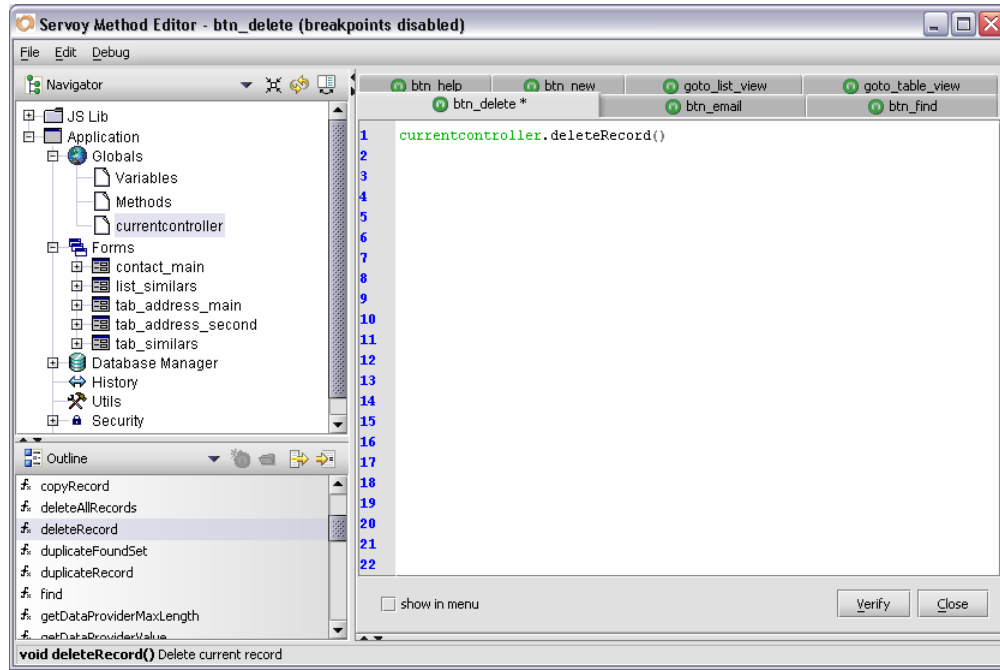 Servoy Method Editor - btn_delete (breakpoints disabled)
File Edit Debug
Navigator
JS Lib
Application
Globals
Variables
Methods
currentcontroller
Forms
contact_main
list_similars
tab_address_main
tab_address_second
tab_similars
Database Manager
History
Utils
Security
Outline
copyRecord
deleteAllRecords
deleteRecord
duplicateFoundSet
duplicateRecord
find
getDataProviderMaxLength
getDataProviderValue
btn_help btn_new goto_list_view goto_table_view
btn_delete * btn_email btn_find
1 currentcontroller.deleteRecord()
2
3
4
5
6
7
8
9
10
11
12
13
14
15
16
17
18
19
20
21
22
show in menu
Verify Close
void deleteRecord() Delete current record